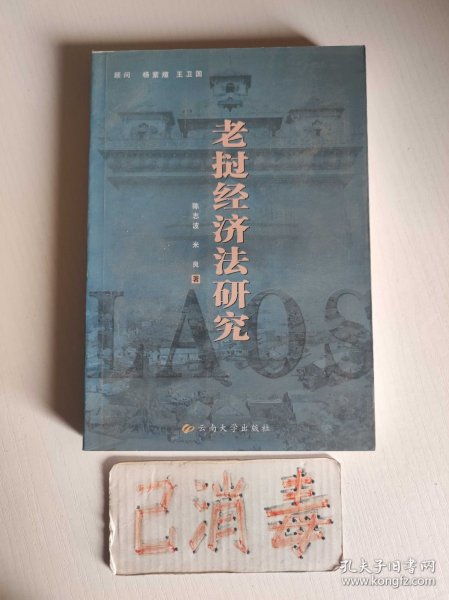 顾问 杨紫烜 王卫国
老挝经济法研究
陈志波 米良 著
LAOS
云南大学出版社
已消毒
孔夫子旧书网
www.kongfz.com